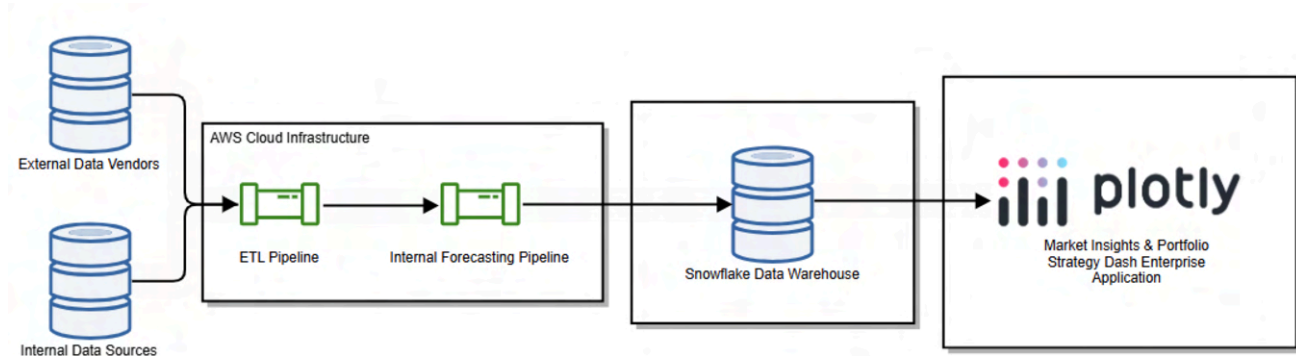 External Data Vendors
Internal Data Sources
AWS Cloud Infrastructure
ETL Pipeline
Internal Forecasting Pipeline
Snowflake Data Warehouse
plotly
Market Insights & Portfolio
Strategy Dash Enterprise
Application